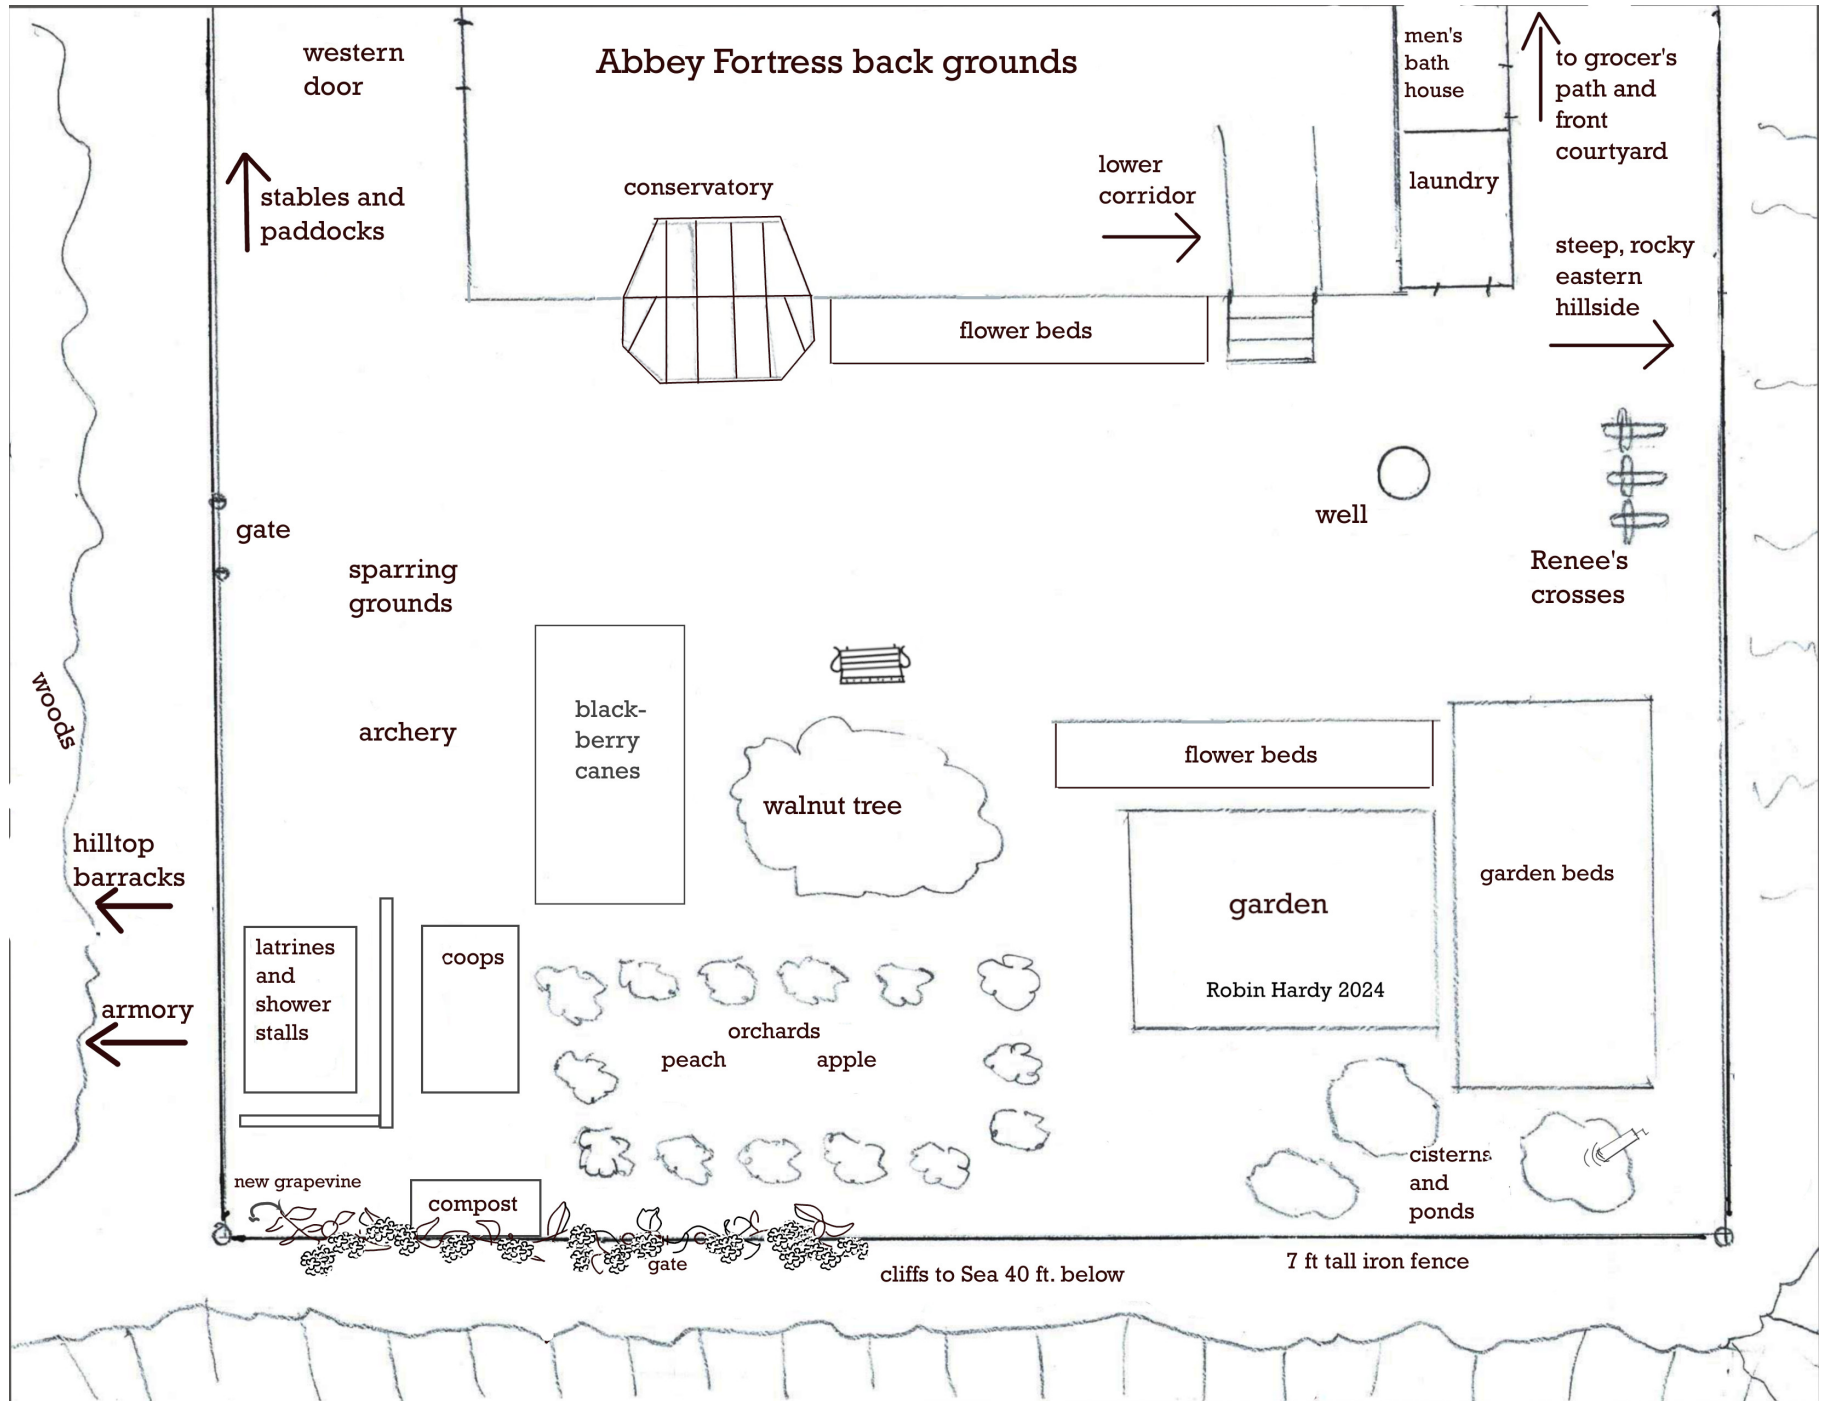 Abbey Fortress back grounds
western
door
men's
bath
house
to grocer's
path and
front
courtyard
stables and
paddocks
conservatory
lower
corridor
laundry
steep, rocky
eastern
hillside
flower beds
gate
well
sparring
grounds
Renee's
crosses
woods
archery
black-
berry
canes
walnut tree
flower beds
hilltop
barracks
garden
garden beds
latrines
and
shower
stalls
coops
armory
Robin Hardy 2024
orchards
peach
apple
new grapevine
compost
cisterns
and
ponds
gate
cliffs to Sea 40 ft. below
7 ft tall iron fence